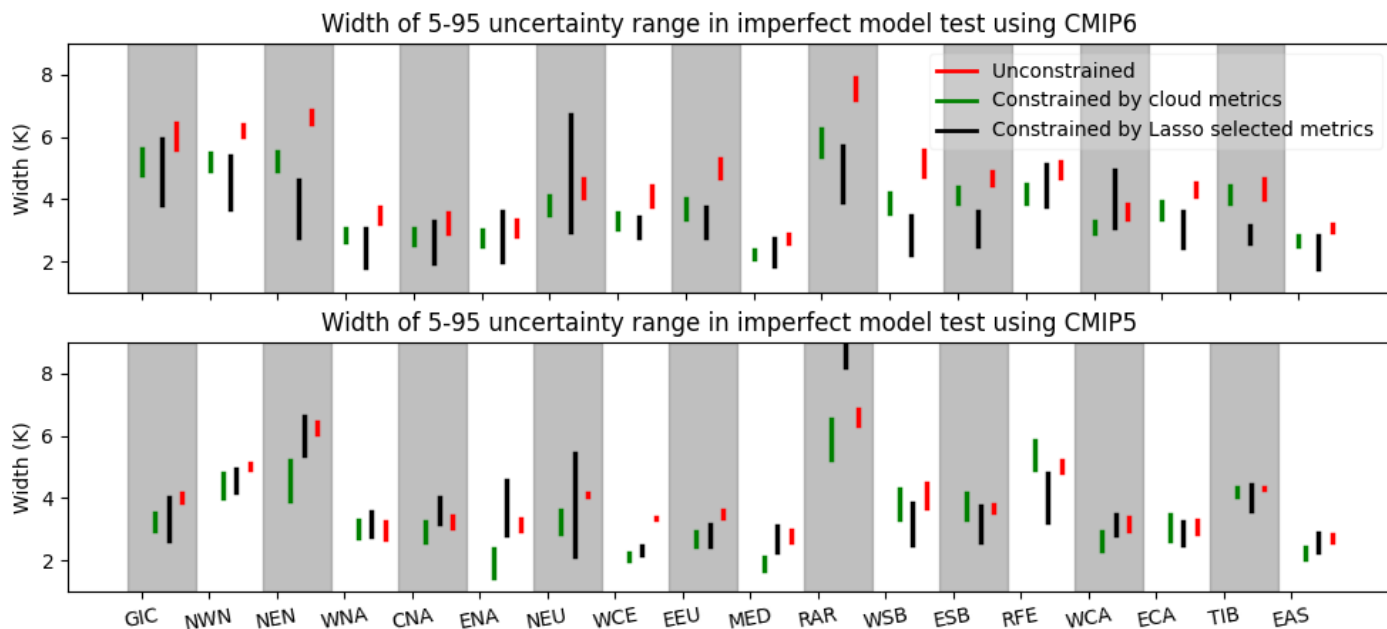 Width of 5-95 uncertainty range in imperfect model test using CMIP6
8
6
4
2
Width (K)
Unconstrained
Constrained by cloud metrics
Constrained by Lasso selected metrics
Width of 5-95 uncertainty range in imperfect model test using CMIP5
8
6
4
2
Width (K)
GIC NWN NEN WNA CNA ENA NEU WCE EEU MED RAR WSB ESB RFE WCA ECA TIB EAS